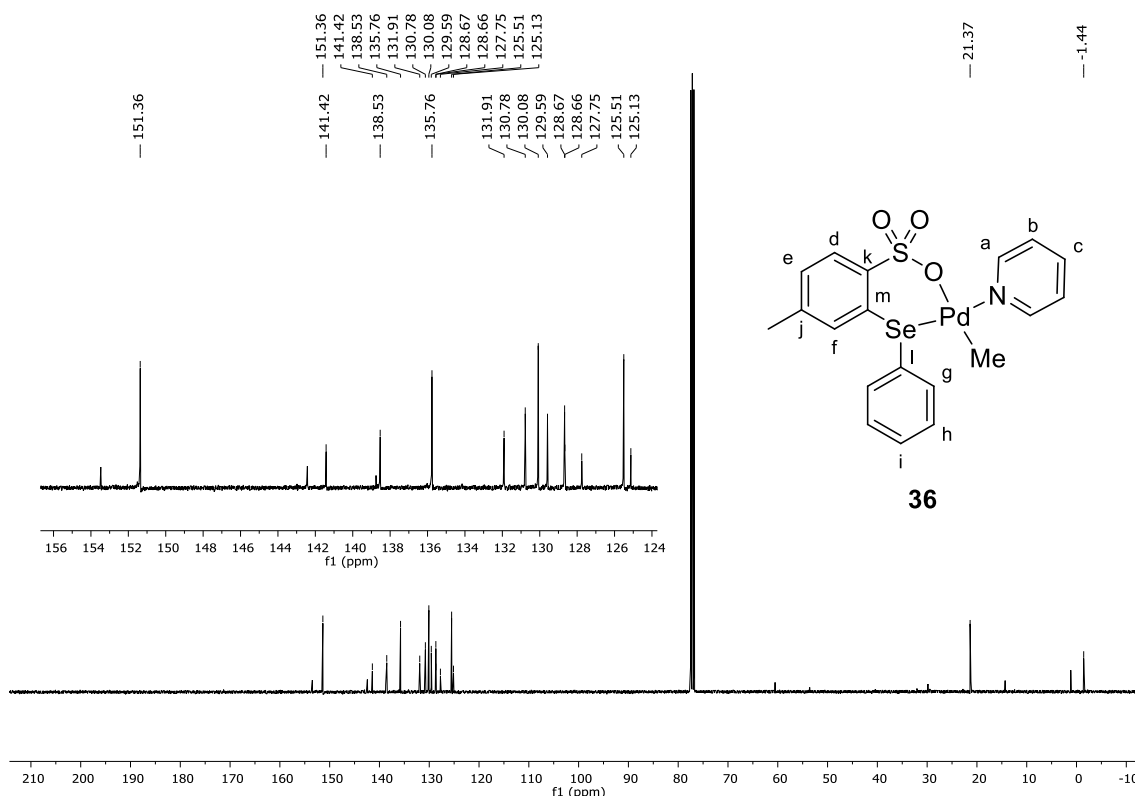 151.36
141.42
138.53
135.76
131.91
130.78
130.08
129.59
128.67
128.66
127.75
125.51
125.13
21.37
-1.44
151.36
141.42
138.53
135.76
131.91
130.78
130.08
129.59
128.67
128.66
127.75
125.51
125.13
156 154 152 150 148 146 144 142 140 138 136 134 132 130 128 126 124
f1 (ppm)
O O
b
d S a c
e k O
m N
Pd
j Se
f l Me
g
h
i
36
210 200 190 180 170 160 150 140 130 120 110 100 90 80 70 60 50 40 30 20 10 0 -10
f1 (ppm)